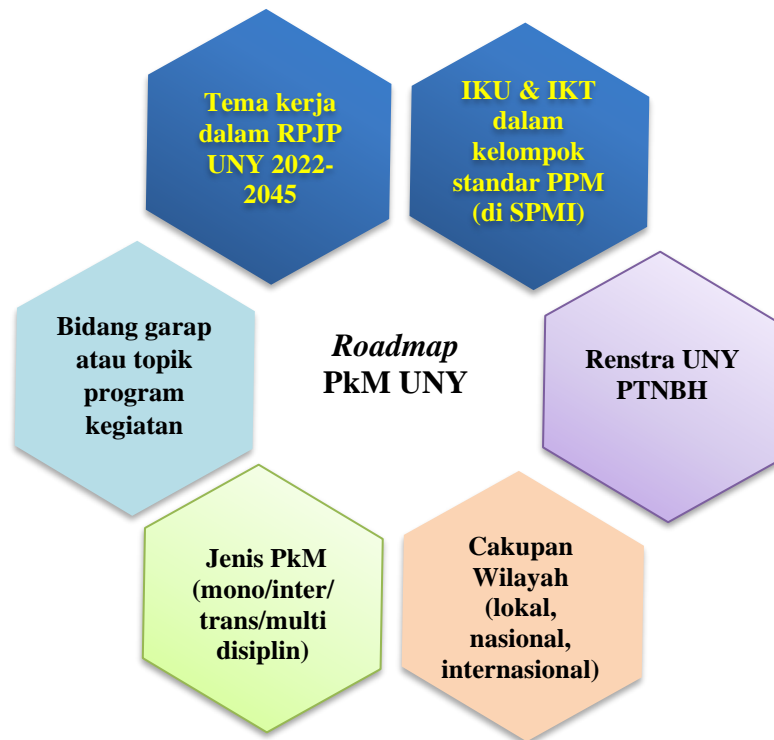 Tema kerja
dalam RPJP
UNY 2022-
2045
IKU & IKT
dalam
kelompok
standar PPM
(di SPMI)
Bidang garap
atau topik
program
kegiatan
Roadmap
PkM UNY
Renstra UNY
PTNBH
Jenis PkM
(mono/inter/
trans/multi
disiplin)
Cakupan
Wilayah
(lokal,
nasional,
internasional)